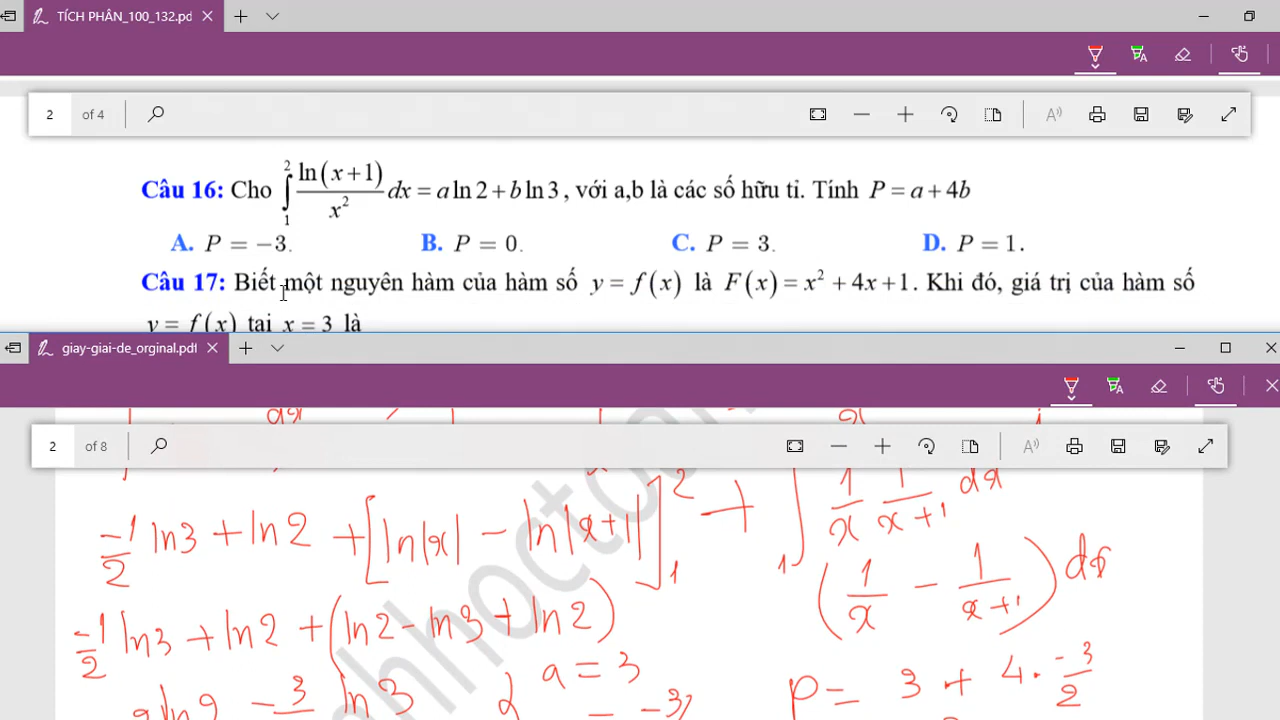 TÍCH PHÂN_100_132.pd
2 of 4
Câu 16: Cho ∫₁² ln(x+1)/x² dx = a ln 2 + b ln 3, với a,b là các số hữu tỉ. Tính P = a + 4b
A. P = −3. B. P = 0. C. P = 3. D. P = 1.
Câu 17: Biết một nguyên hàm của hàm số y = f(x) là F(x) = x² + 4x + 1. Khi đó, giá trị của hàm số
y = f(x) tại x = 3 là
giay-giai-de_orginal.pdf
2 of 8
-1/2 ln3 + ln2 + [ln|x| − ln|x+1|]₁² + ∫₁ 1/x 1/x+1 dx
(1/x − 1/x+1) dx
-1/2 ln3 + ln2 + (ln2 − ln3 + ln2)
a = 3
ln2 − 3 ln3
P = 3 + 4 . -3/2